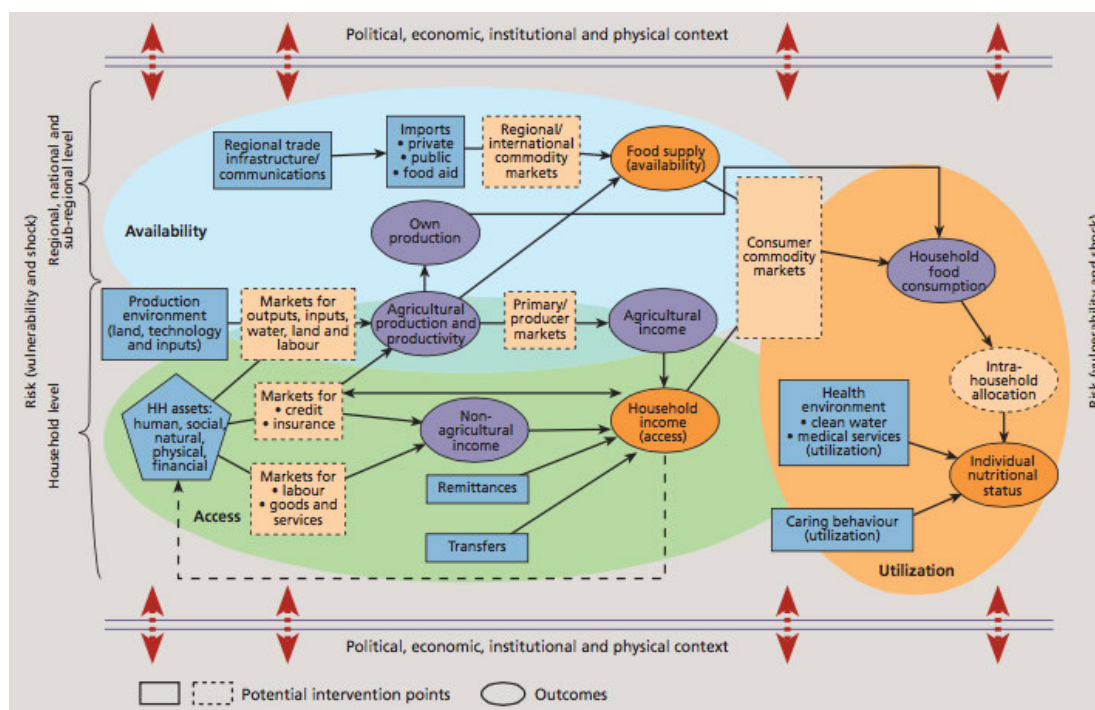 Political, economic, institutional and physical context
Risk (vulnerability and shock)
Regional, national and
sub-regional level
Household level
Regional trade
infrastructure/
communications
Imports
• private
• public
• food aid
Regional/
international
commodity
markets
Food supply
(availability)
Availability
Own
production
Consumer
commodity
markets
Household
food
consumption
Production
environment
(land, technology
and inputs)
Markets for
outputs, inputs,
water, land and
labour
Agricultural
production and
productivity
Primary/
producer
markets
Agricultural
income
Intra-
household
allocation
HH assets:
human, social,
natural,
physical,
financial
Markets for
• credit
• insurance
Non-
agricultural
income
Household
income
(access)
Health
environment
• clean water
• medical services
(utilization)
Individual
nutritional
status
Markets for
• labour
• goods and
services
Remittances
Access
Transfers
Caring behaviour
(utilization)
Utilization
Risk (vulnerability and shock)
Political, economic, institutional and physical context
Potential intervention points
Outcomes